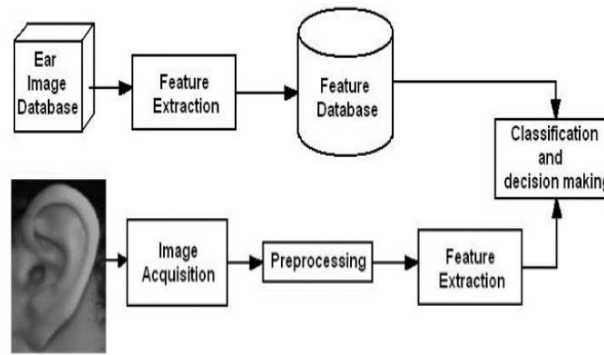 Ear
Image
Database
Feature
Extraction
Feature
Database
Classification
and
decision making
Image
Acquisition
Preprocessing
Feature
Extraction